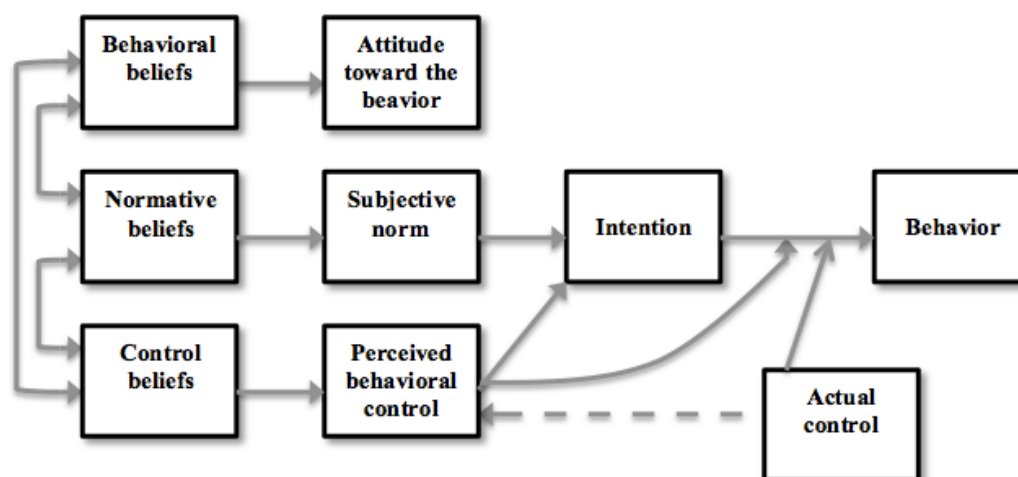 Behavioral
beliefs
Attitude
toward the
beavior
Normative
beliefs
Subjective
norm
Intention
Behavior
Control
beliefs
Perceived
behavioral
control
Actual
control